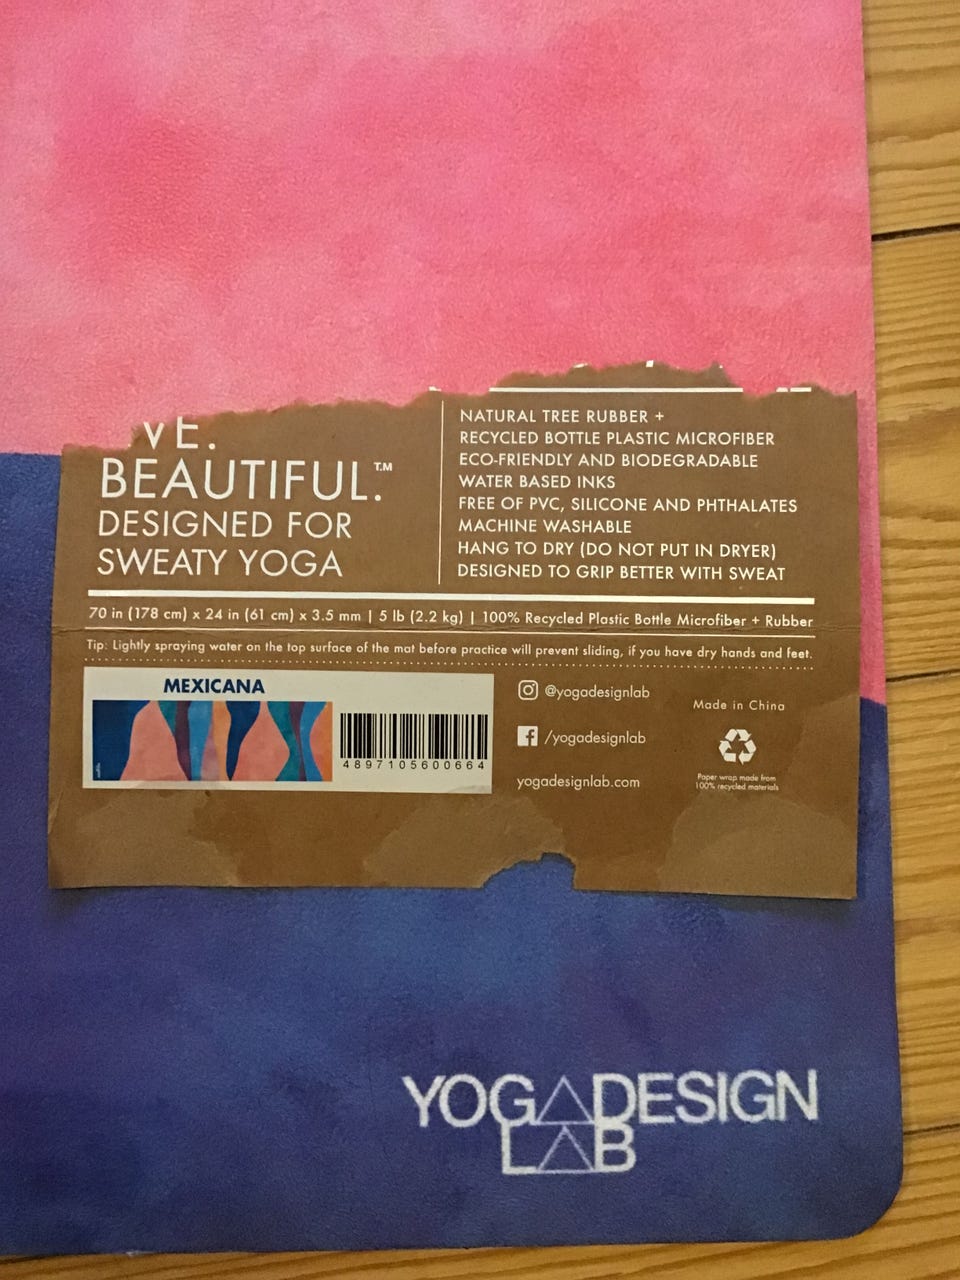 VE.
BEAUTIFUL.™
DESIGNED FOR
SWEATY YOGA
NATURAL TREE RUBBER +
RECYCLED BOTTLE PLASTIC MICROFIBER
ECO-FRIENDLY AND BIODEGRADABLE
WATER BASED INKS
FREE OF PVC, SILICONE AND PHTHALATES
MACHINE WASHABLE
HANG TO DRY (DO NOT PUT IN DRYER)
DESIGNED TO GRIP BETTER WITH SWEAT
70 in (178 cm) x 24 in (61 cm) x 3.5 mm | 5 lb (2.2 kg) | 100% Recycled Plastic Bottle Microfiber + Rubber
Tip: Lightly spraying water on the top surface of the mat before practice will prevent sliding, if you have dry hands and feet.
MEXICANA
4897105600664
@yogadesignlab
/yogadesignlab
yogadesignlab.com
Made in China
Paper wrap made from
100% recycled materials
YOGADESIGN
LAB